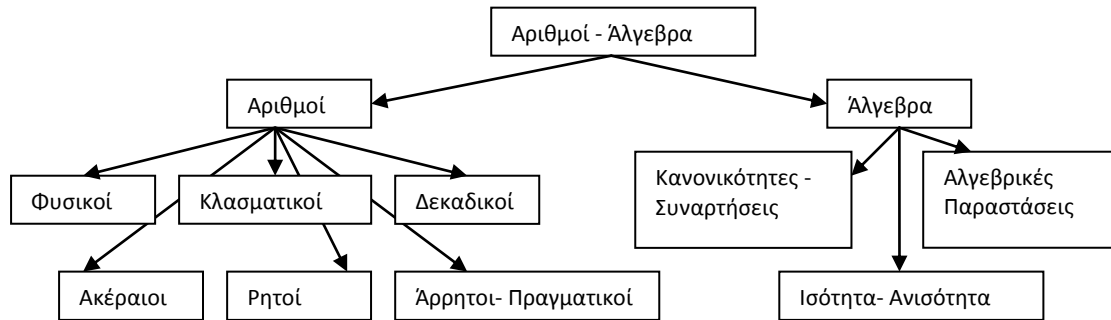 Αριθμοί - Άλγεβρα
Αριθμοί
Άλγεβρα
Φυσικοί
Κλασματικοί
Δεκαδικοί
Κανονικότητες -
Συναρτήσεις
Αλγεβρικές
Παραστάσεις
Ακέραιοι
Ρητοί
Άρρητοι- Πραγματικοί
Ισότητα- Ανισότητα